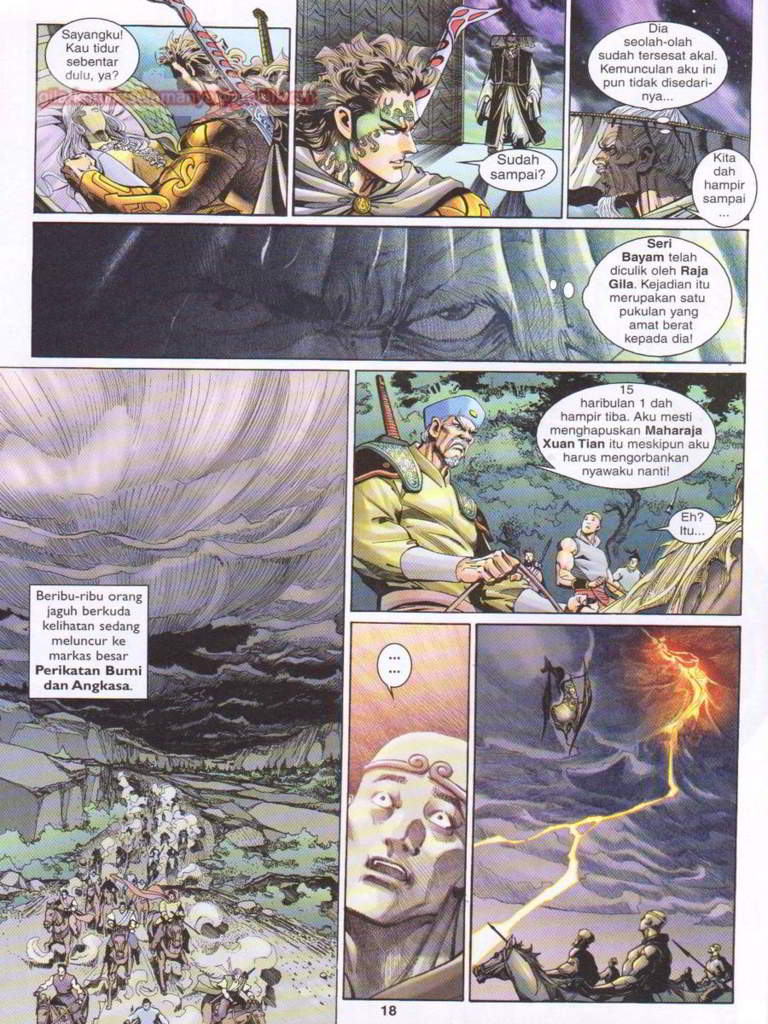 Sayangku!
Kau tidur
sebentar
dulu, ya?
Sudah
sampai?
Dia
seolah-olah
sudah tersesat akal.
Kemunculan aku ini
pun tidak disedari-
nya...
Kita
dah
hampir
sampai
...
Seri
Bayam telah
diculik oleh Raja
Gila. Kejadian itu
merupakan satu
pukulan yang
amat berat
kepada dia!
Beribu-ribu orang
jaguh berkuda
kelihatan sedang
meluncur ke
markas besar
Perikatan Bumi
dan Angkasa.
15
haribulan 1 dah
hampir tiba. Aku mesti
menghapuskan Maharaja
Xuan Tian itu meskipun aku
harus mengorbankan
nyawaku nanti!
Eh?
Itu...
...
...
18